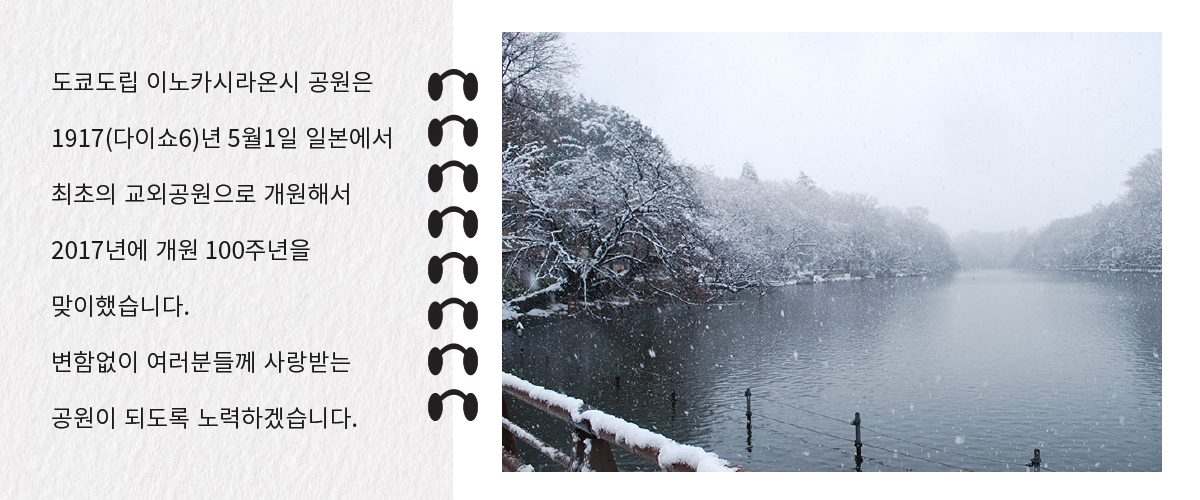 도쿄도립 이노카시라온시 공원은
1917(다이쇼6)년 5월1일 일본에서
최초의 교외공원으로 개원해서
2017년에 개원 100주년을
맞이했습니다.
변함없이 여러분들께 사랑받는
공원이 되도록 노력하겠습니다.